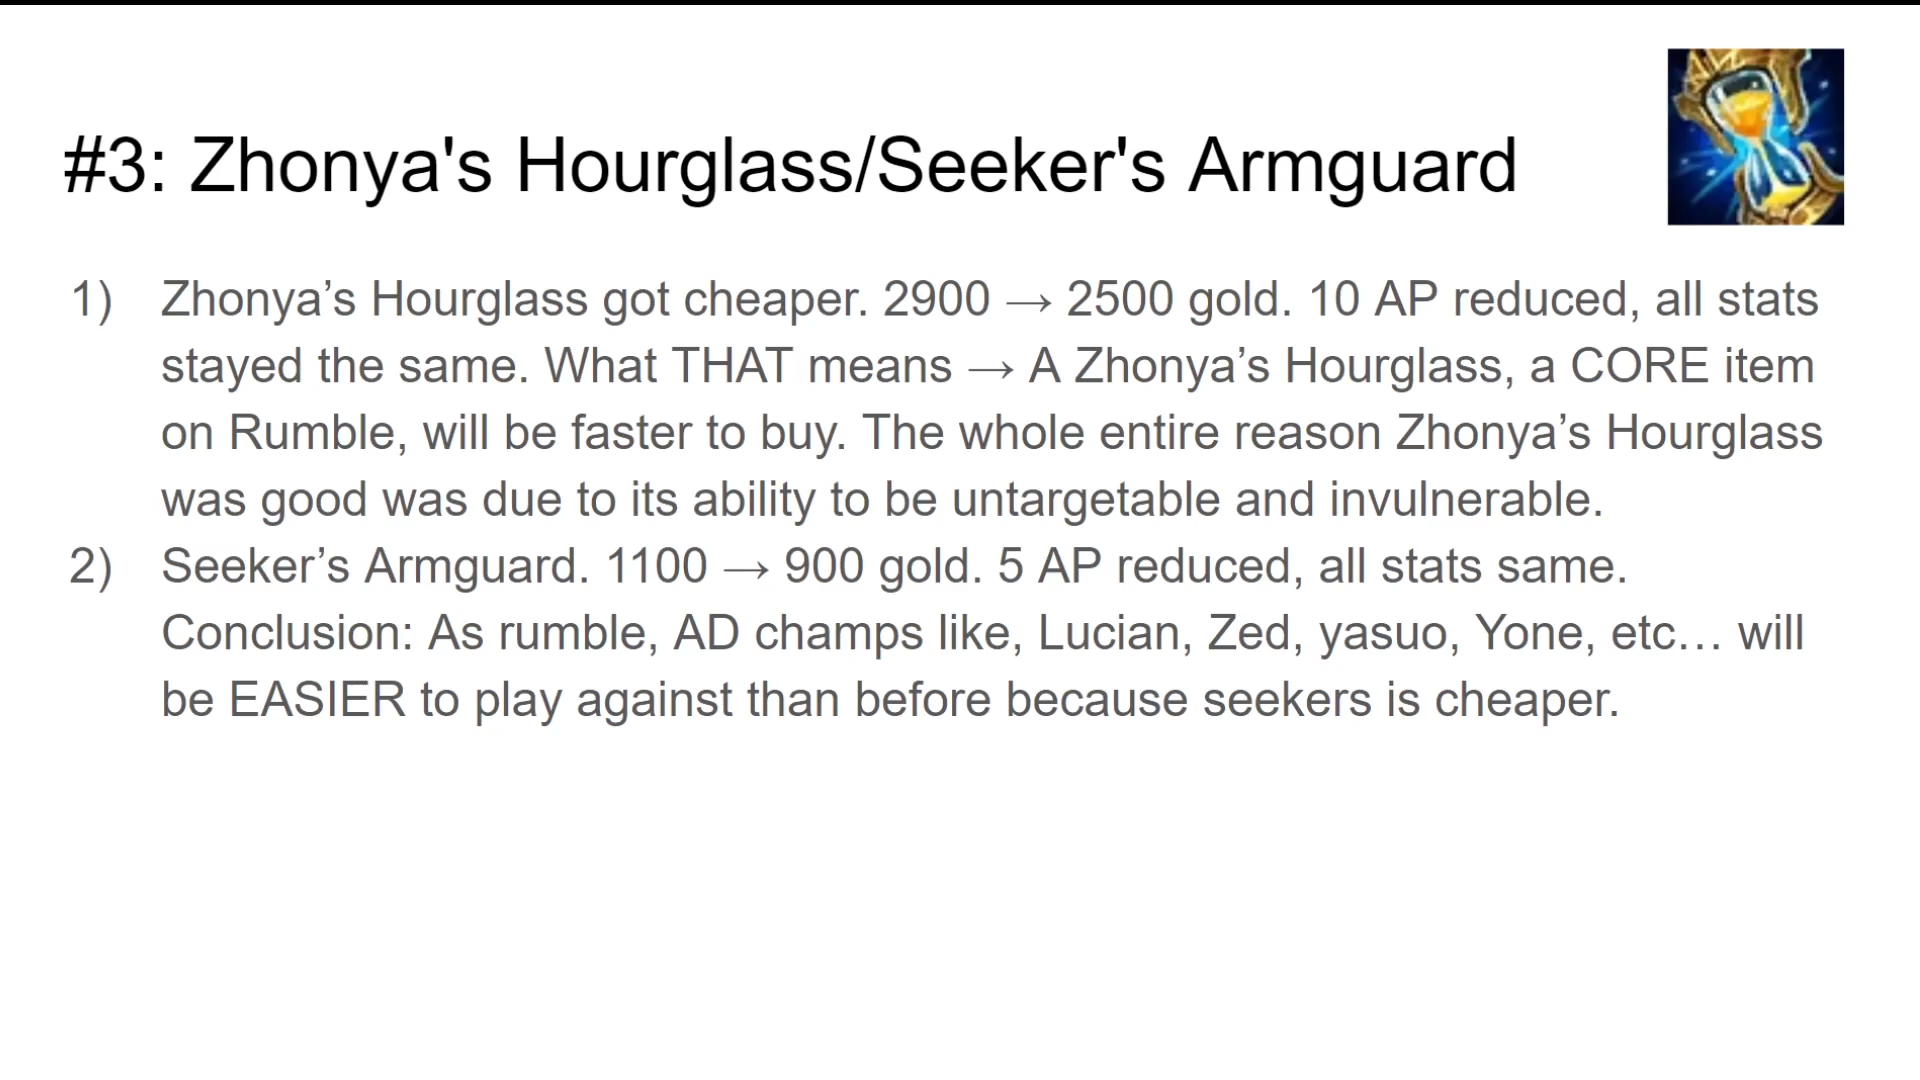 #3: Zhonya's Hourglass/Seeker's Armguard
1) Zhonya’s Hourglass got cheaper. 2900 → 2500 gold. 10 AP reduced, all stats
stayed the same. What THAT means → A Zhonya’s Hourglass, a CORE item
on Rumble, will be faster to buy. The whole entire reason Zhonya’s Hourglass
was good was due to its ability to be untargetable and invulnerable.
2) Seeker’s Armguard. 1100 → 900 gold. 5 AP reduced, all stats same.
Conclusion: As rumble, AD champs like, Lucian, Zed, yasuo, Yone, etc… will
be EASIER to play against than before because seekers is cheaper.